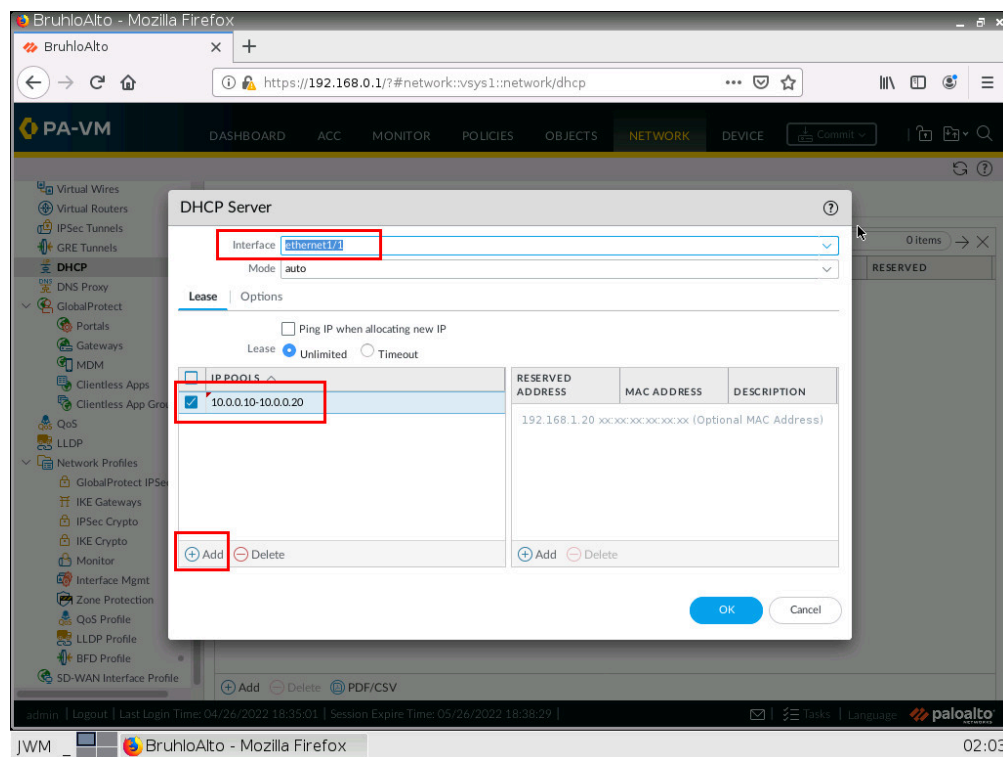 BruhloAlto - Mozilla Firefox
BruhloAlto
https://192.168.0.1/?#network::vsys1::network/dhcp
PA-VM
DASHBOARD ACC MONITOR POLICIES OBJECTS NETWORK DEVICE Commit
Virtual Wires
Virtual Routers
IPSec Tunnels
GRE Tunnels
DHCP
DNS Proxy
GlobalProtect
Portals
Gateways
MDM
Clientless Apps
Clientless App Grou
QoS
LLDP
Network Profiles
GlobalProtect IPSe
IKE Gateways
IPSec Crypto
IKE Crypto
Monitor
Interface Mgmt
Zone Protection
QoS Profile
LLDP Profile
BFD Profile
SD-WAN Interface Profile
0 items
RESERVED
DHCP Server
Interface ethernet1/1
Mode auto
Lease Options
Ping IP when allocating new IP
Lease Unlimited Timeout
IP POOLS
10.0.0.10-10.0.0.20
RESERVED ADDRESS MAC ADDRESS DESCRIPTION
192.168.1.20 xx:xx:xx:xx:xx:xx (Optional MAC Address)
Add Delete
Add Delete
OK Cancel
Add Delete PDF/CSV
admin | Logout | Last Login Time: 04/26/2022 18:35:01 | Session Expire Time: 05/26/2022 18:38:29 |
Tasks | Language paloalto
NETWORKS
JWM _ BruhloAlto - Mozilla Firefox 02:03